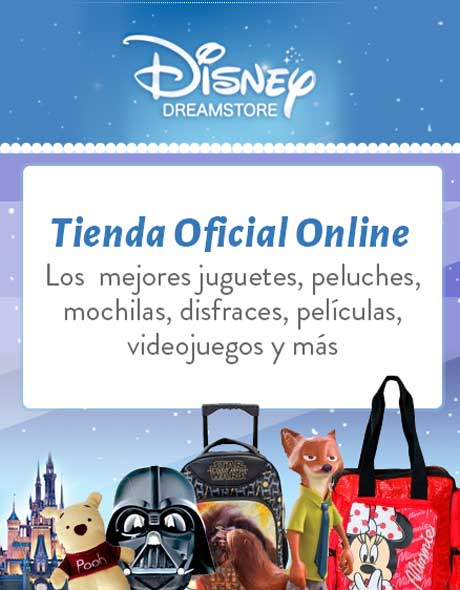 Disney
DREAMSTORE
Tienda Oficial Online
Los mejores juguetes, peluches,
mochilas, disfraces, películas,
videojuegos y más
STAR
WARS
Pooh
Minnie